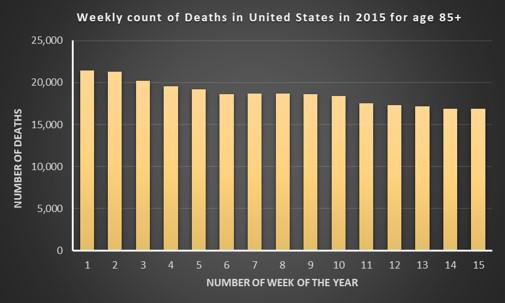 Weekly count of Deaths in United States in 2015 for age 85+
25,000
20,000
15,000
10,000
5,000
0
NUMBER OF DEATHS
1 2 3 4 5 6 7 8 9 10 11 12 13 14 15
NUMBER OF WEEK OF THE YEAR